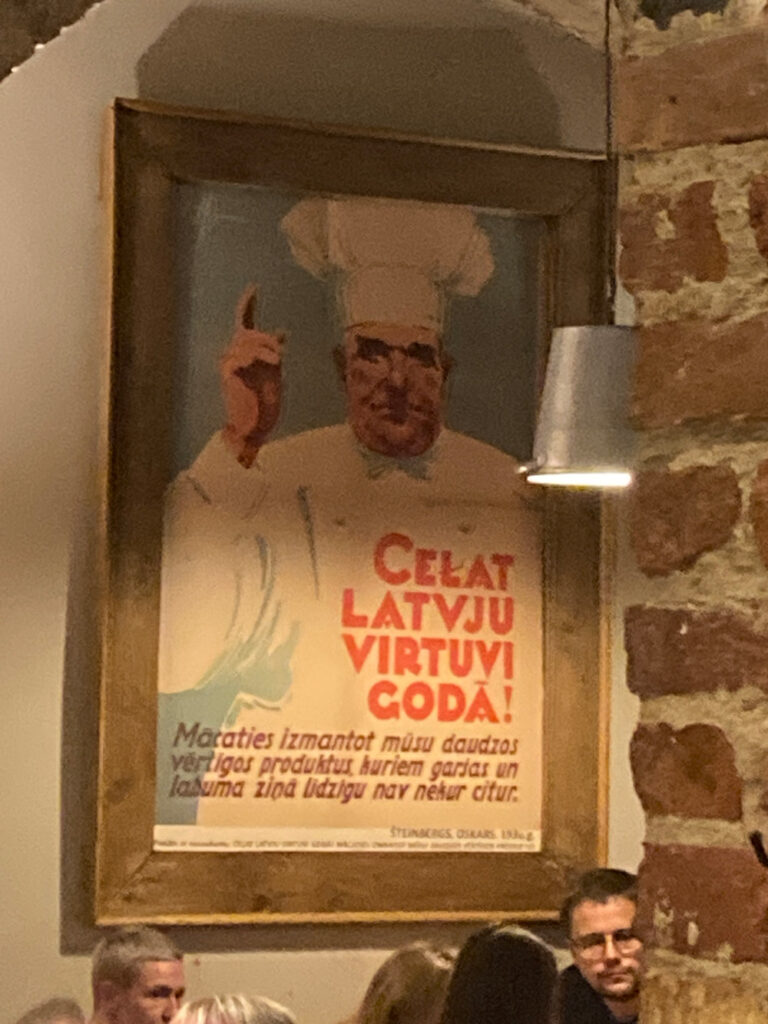 CEĻAT
LATVJU
VIRTUVI
GODĀ!
Mācaties izmantot mūsu daudzos
vērtīgos produktus, kuriem garšas un
labuma ziņā līdzīgu nav nekur citur.
ŠTEINBERGS, OSKARS.